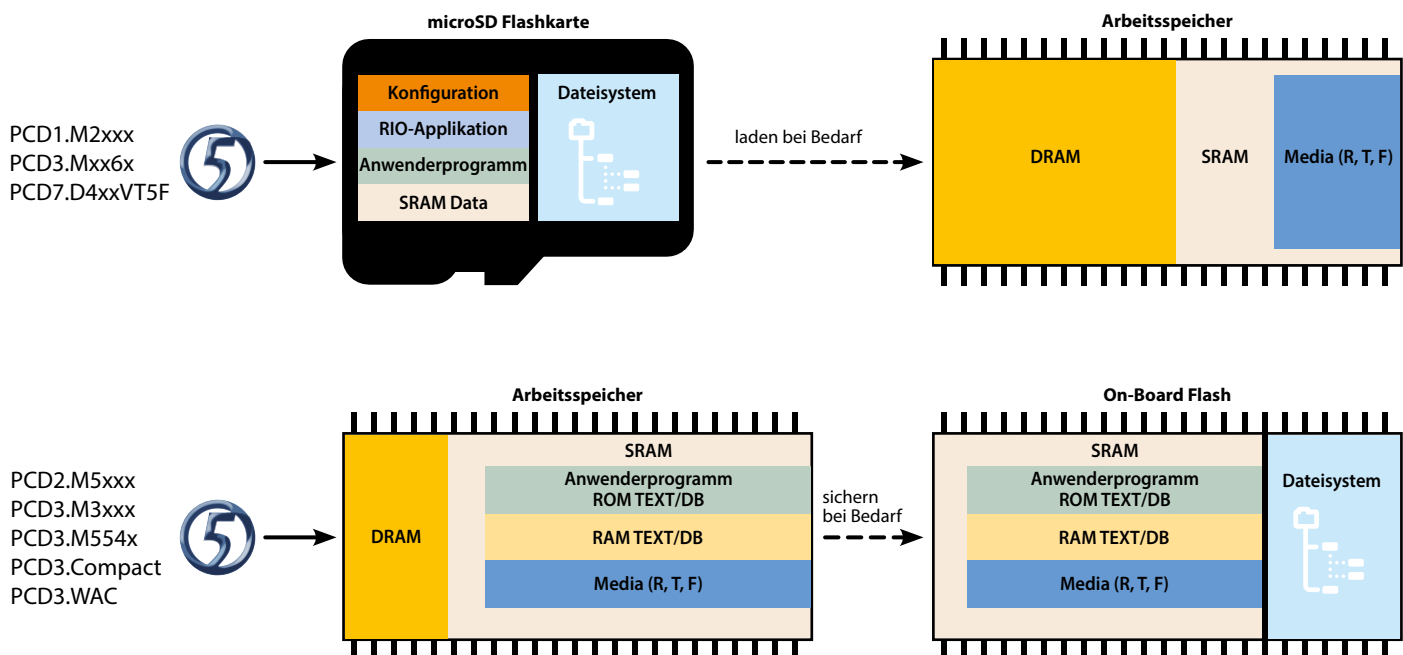 microSD Flashkarte
Arbeitsspeicher
PCD1.M2xxx
PCD3.Mxx6x
PCD7.D4xxVT5F
5
Konfiguration
RIO-Applikation
Anwenderprogramm
SRAM Data
Dateisystem
laden bei Bedarf
DRAM
SRAM
Media (R, T, F)
Arbeitsspeicher
On-Board Flash
PCD2.M5xxx
PCD3.M3xxx
PCD3.M554x
PCD3.Compact
PCD3.WAC
5
DRAM
SRAM
Anwenderprogramm
ROM TEXT/DB
RAM TEXT/DB
Media (R, T, F)
sichern
bei Bedarf
SRAM
Anwenderprogramm
ROM TEXT/DB
RAM TEXT/DB
Media (R, T, F)
Dateisystem